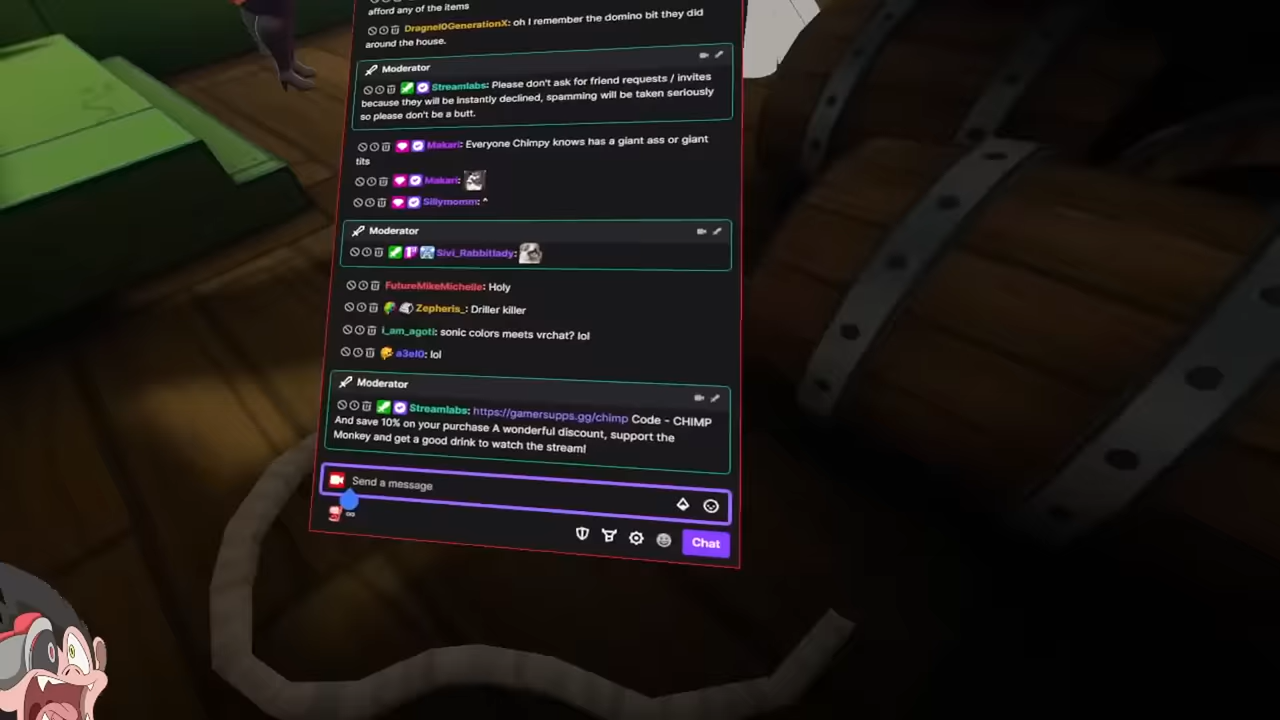 afford any of the items
Dragnel0GenerationX: oh I remember the domino bit they did
around the house.
Moderator
Streamlabs: Please don't ask for friend requests / invites
because they will be instantly declined, spamming will be taken seriously
so please don't be a butt.
Makari: Everyone Chimpy knows has a giant ass or giant
tits
Makari:
Sillymomm: ^
Moderator
Sivi_Rabbitlady:
FutureMikeMichelle: Holy
Zepheris_: Driller killer
i_am_agoti: sonic colors meets vrchat? lol
a3el0: lol
Moderator
Streamlabs: https://gamersupps.gg/chimp Code - CHIMP
And save 10% on your purchase A wonderful discount, support the
Monkey and get a good drink to watch the stream!
Send a message
∞
Chat